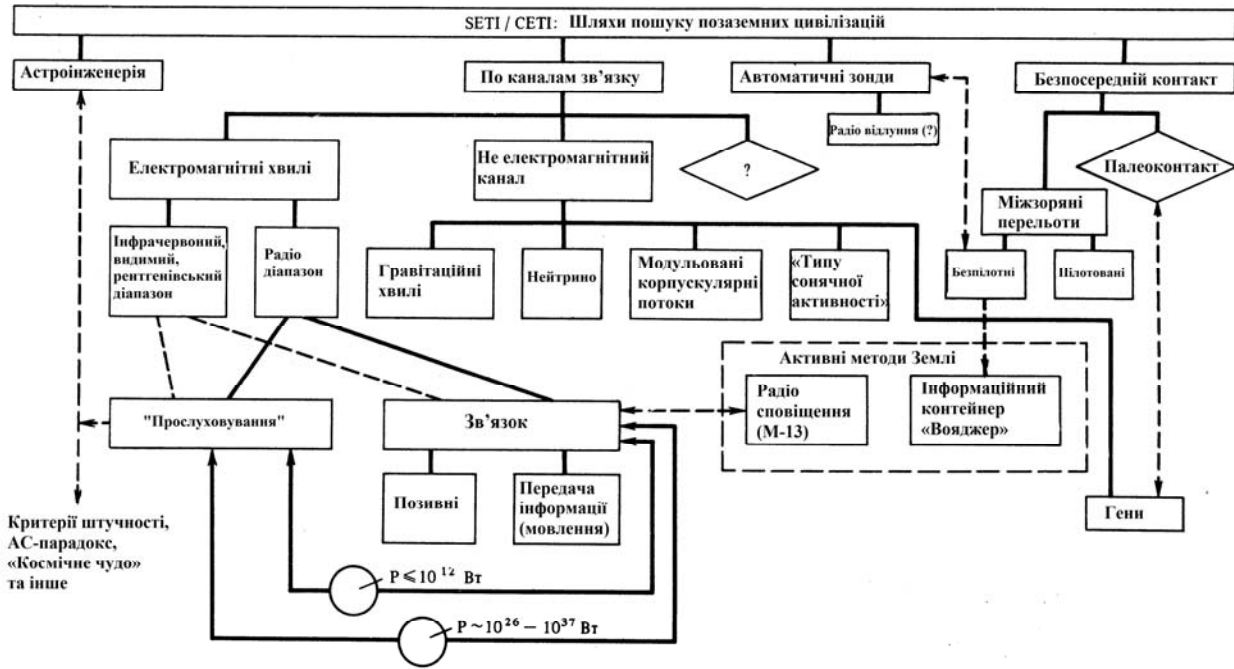 SETI / CETI: Шляхи пошуку позаземних цивілізацій
Астроінженерія
По каналам зв'язку
Автоматичні зонди
Безпосередній контакт
Радіо відлуння (?)
Електромагнітні хвилі
Не електромагнітний
канал
?
Палеоконтакт
Міжзоряні
перельоти
Інфрачервоний,
видимий,
рентгенівський
діапазон
Радіо
діапазон
Гравітаційні
хвилі
Нейтрино
Модульовані
корпускулярні
потоки
«Типу
сонячної
активності»
Безпілотні
Пілотовані
Активні методи Землі
"Прослуховування"
Зв'язок
Радіо
сповіщення
(М-13)
Інформаційний
контейнер
«Вояджер»
Позивні
Передача
інформації
(мовлення)
Гени
Критерії штучності,
АС-парадокс,
«Космічне чудо»
та інше
P ⩽ 10¹² Вт
P ~ 10²⁶ – 10³⁷ Вт